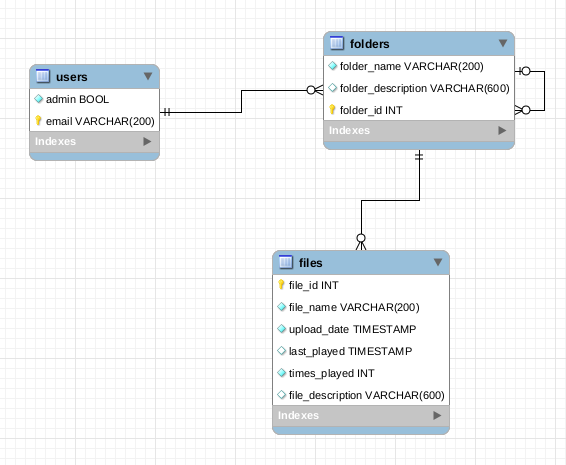 users
admin BOOL
email VARCHAR(200)
Indexes
folders
folder_name VARCHAR(200)
folder_description VARCHAR(600)
folder_id INT
Indexes
files
file_id INT
file_name VARCHAR(200)
upload_date TIMESTAMP
last_played TIMESTAMP
times_played INT
file_description VARCHAR(600)
Indexes